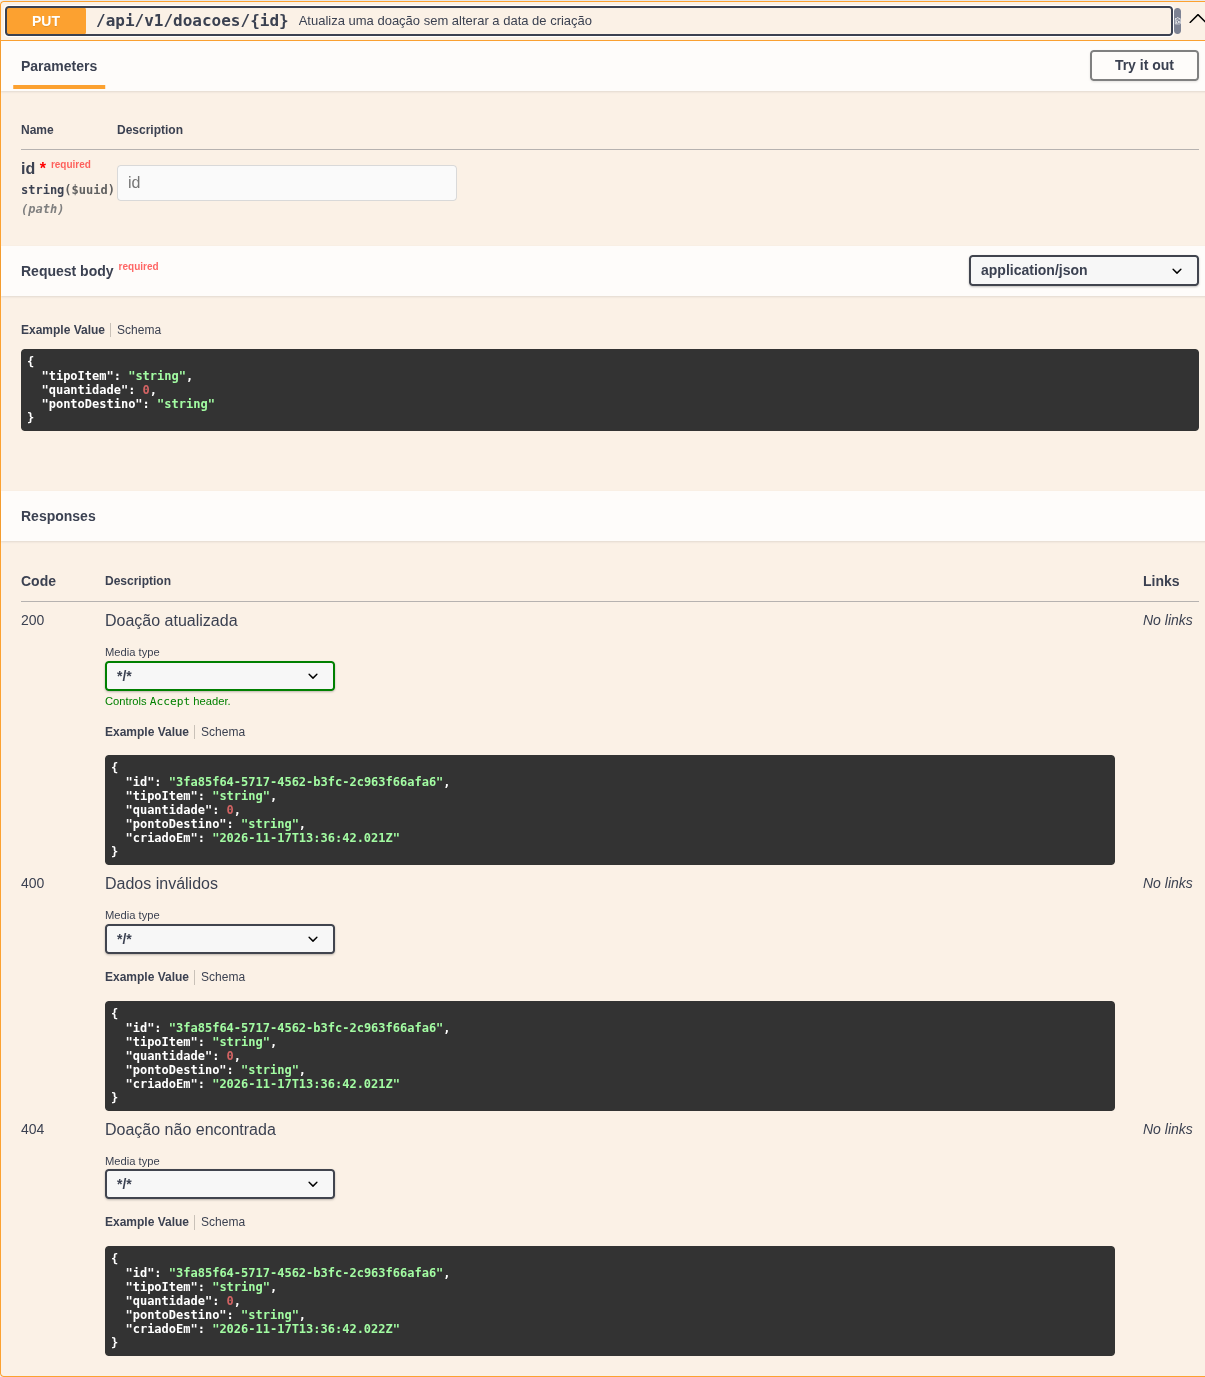 PUT /api/v1/doacoes/{id} Atualiza uma doação sem alterar a data de criação
Parameters Try it out
Name Description
id * required
string($uuid) id
(path)
Request body required application/json
Example Value Schema
{
  "tipoItem": "string",
  "quantidade": 0,
  "pontoDestino": "string"
}
Responses
Code Description Links
200 Doação atualizada No links
Media type
*/*
Controls Accept header.
Example Value Schema
{
  "id": "3fa85f64-5717-4562-b3fc-2c963f66afa6",
  "tipoItem": "string",
  "quantidade": 0,
  "pontoDestino": "string",
  "criadoEm": "2026-11-17T13:36:42.021Z"
}
400 Dados inválidos No links
Media type
*/*
Example Value Schema
{
  "id": "3fa85f64-5717-4562-b3fc-2c963f66afa6",
  "tipoItem": "string",
  "quantidade": 0,
  "pontoDestino": "string",
  "criadoEm": "2026-11-17T13:36:42.021Z"
}
404 Doação não encontrada No links
Media type
*/*
Example Value Schema
{
  "id": "3fa85f64-5717-4562-b3fc-2c963f66afa6",
  "tipoItem": "string",
  "quantidade": 0,
  "pontoDestino": "string",
  "criadoEm": "2026-11-17T13:36:42.022Z"
}